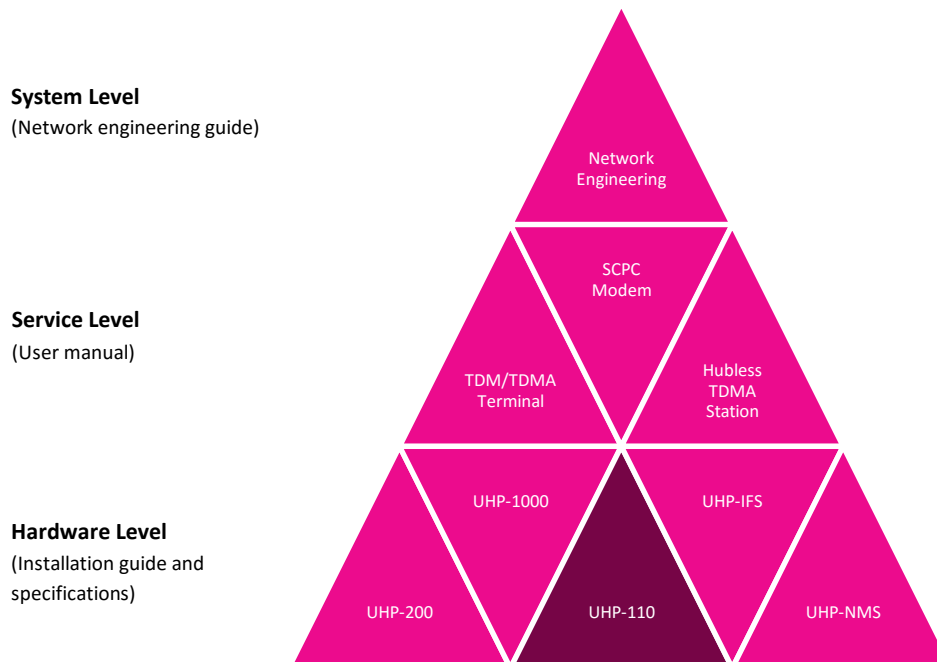 System Level
(Network engineering guide)
Network
Engineering
SCPC
Modem
Service Level
(User manual)
TDM/TDMA
Terminal
Hubless
TDMA
Station
UHP-1000
UHP-IFS
Hardware Level
(Installation guide and
specifications)
UHP-200
UHP-110
UHP-NMS